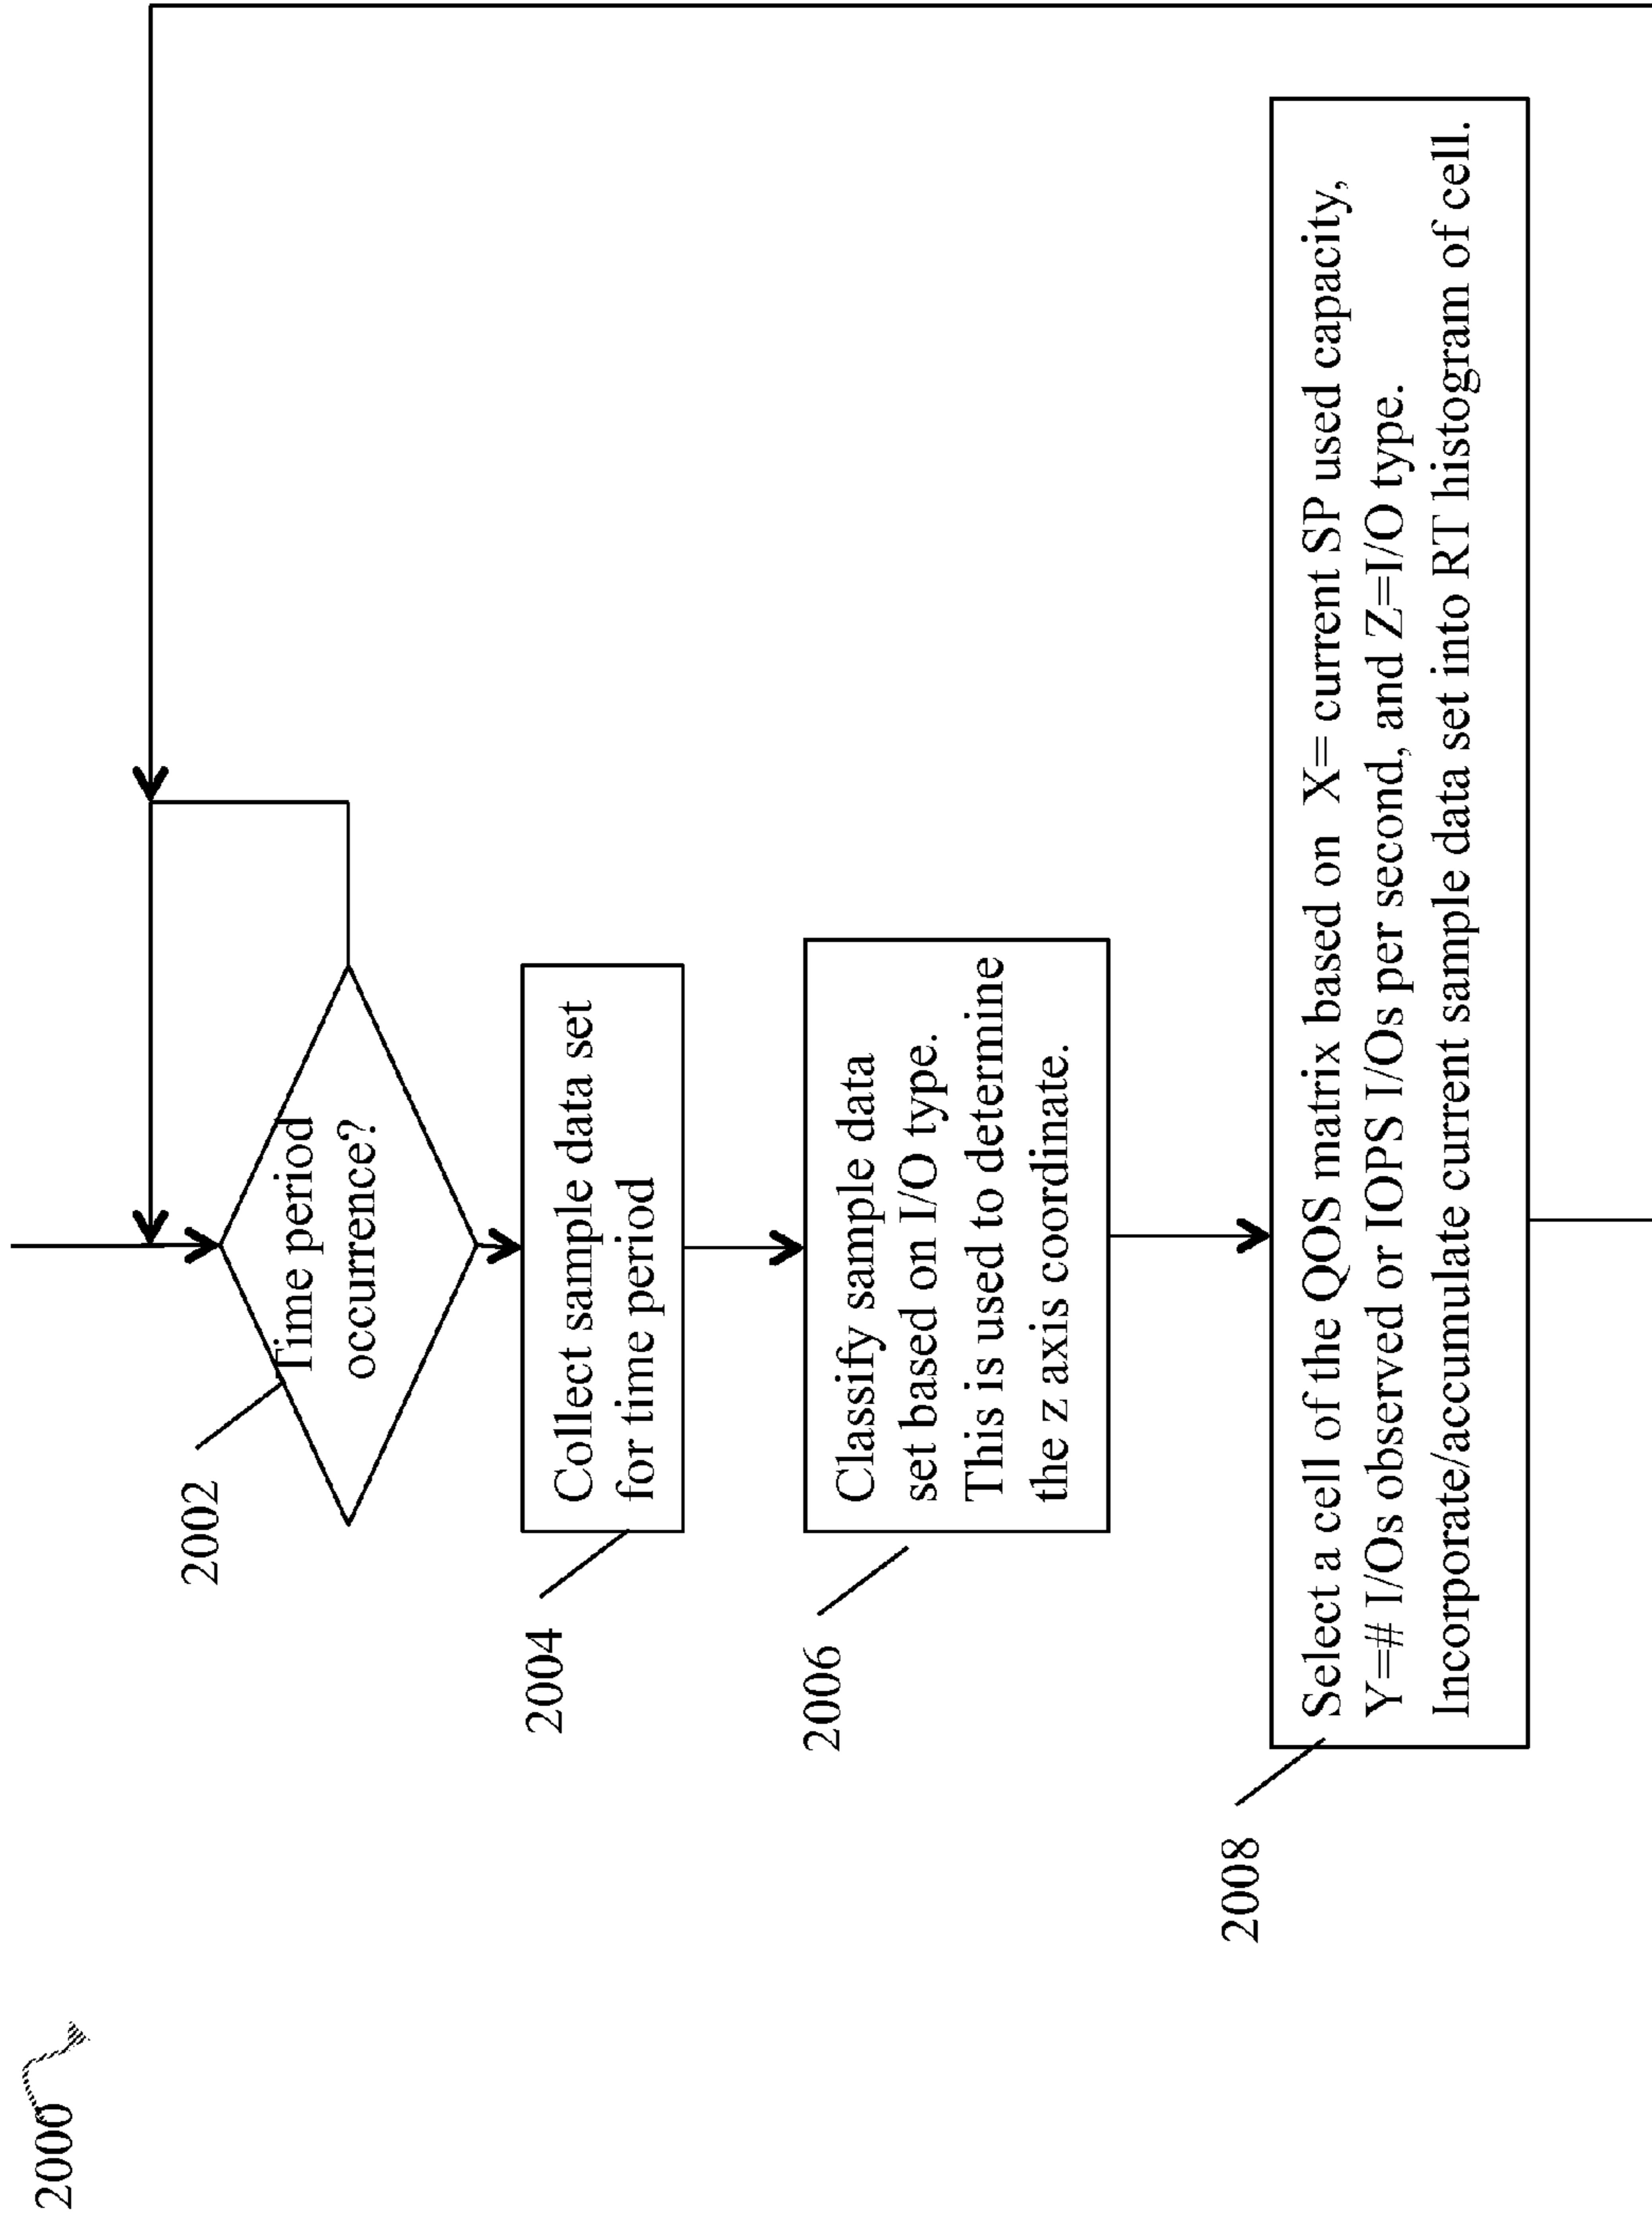 2000
2002
Time period
occurrence?
2004
Collect sample data set
for time period
2006
Classify sample data
set based on I/O type.
This is used to determine
the z axis coordinate.
2008
Select a cell of the QOS matrix based on X= current SP used capacity,
Y=# I/Os observed or IOPS I/Os per second, and Z=I/O type.
Incorporate/accumulate current sample data set into RT histogram of cell.